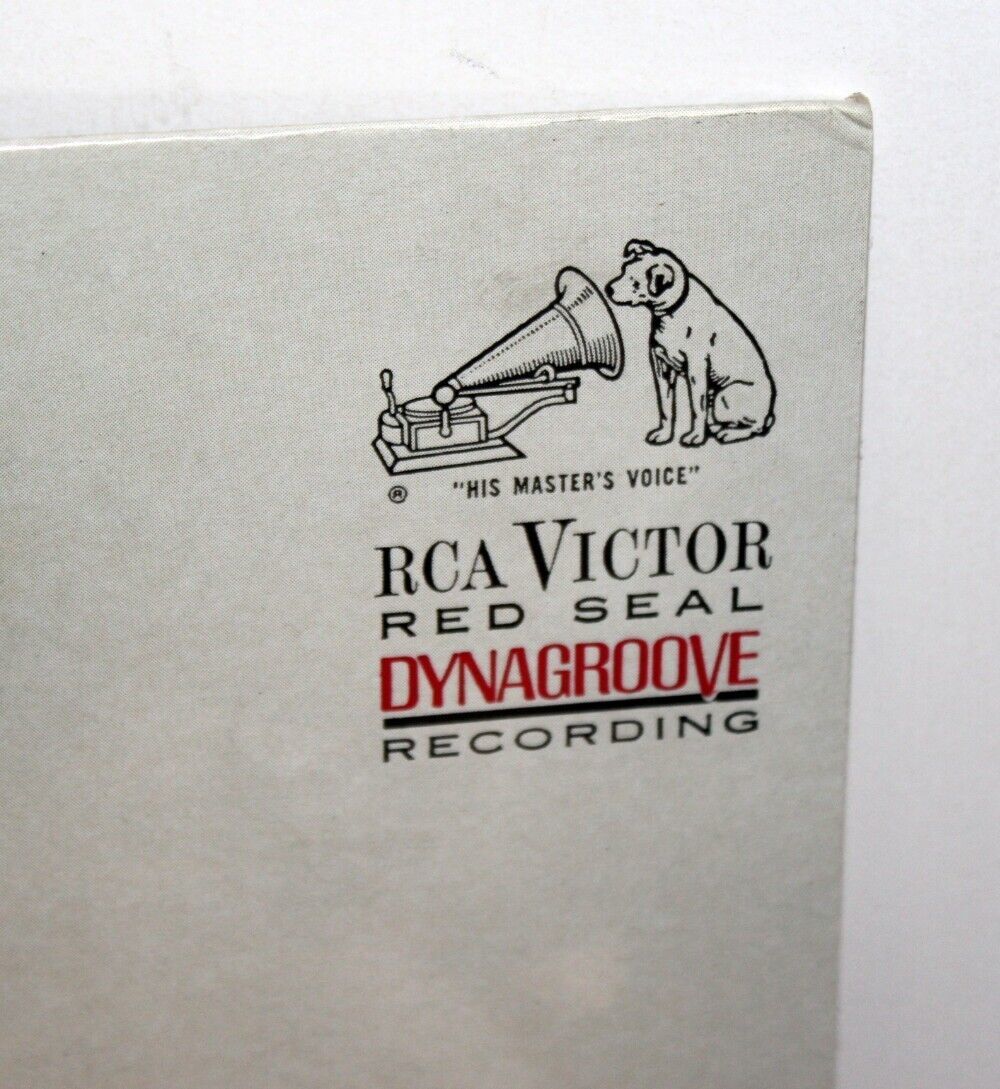 ® "HIS MASTER'S VOICE"
RCA VICTOR
RED SEAL
DYNAGROOVE
RECORDING